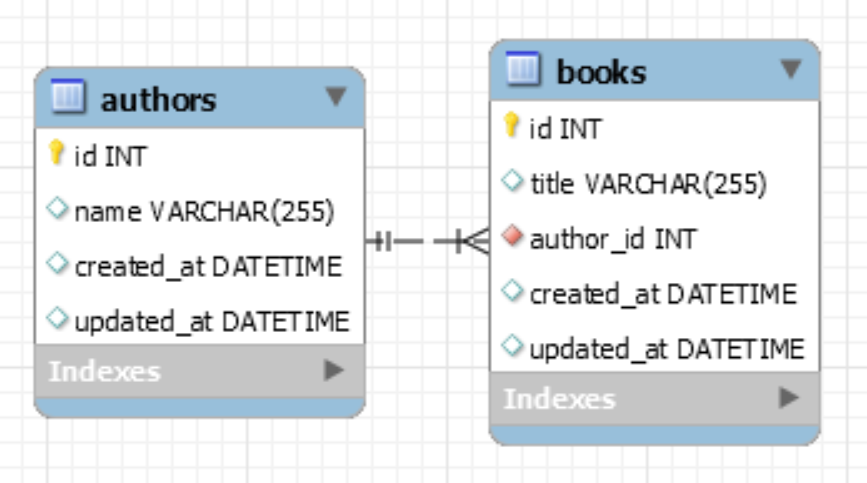 authors
id INT
name VARCHAR(255)
created_at DATETIME
updated_at DATETIME
Indexes
books
id INT
title VARCHAR(255)
author_id INT
created_at DATETIME
updated_at DATETIME
Indexes